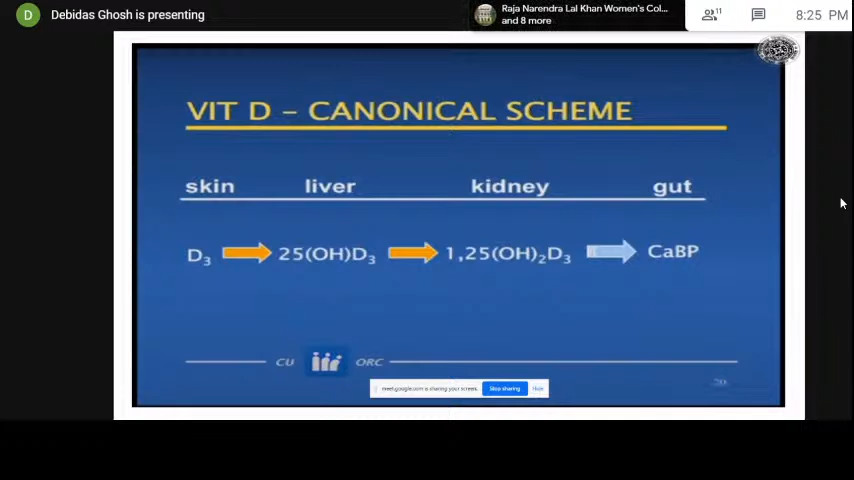 D Debidas Ghosh is presenting
Raja Narendra Lal Khan Women's Col...
and 8 more
11
8:25 PM
VIT D – CANONICAL SCHEME
skin liver kidney gut
D₃ 25(OH)D₃ 1,25(OH)₂D₃ CaBP
CU ORC
meet.google.com is sharing your screen. Stop sharing Hide
20